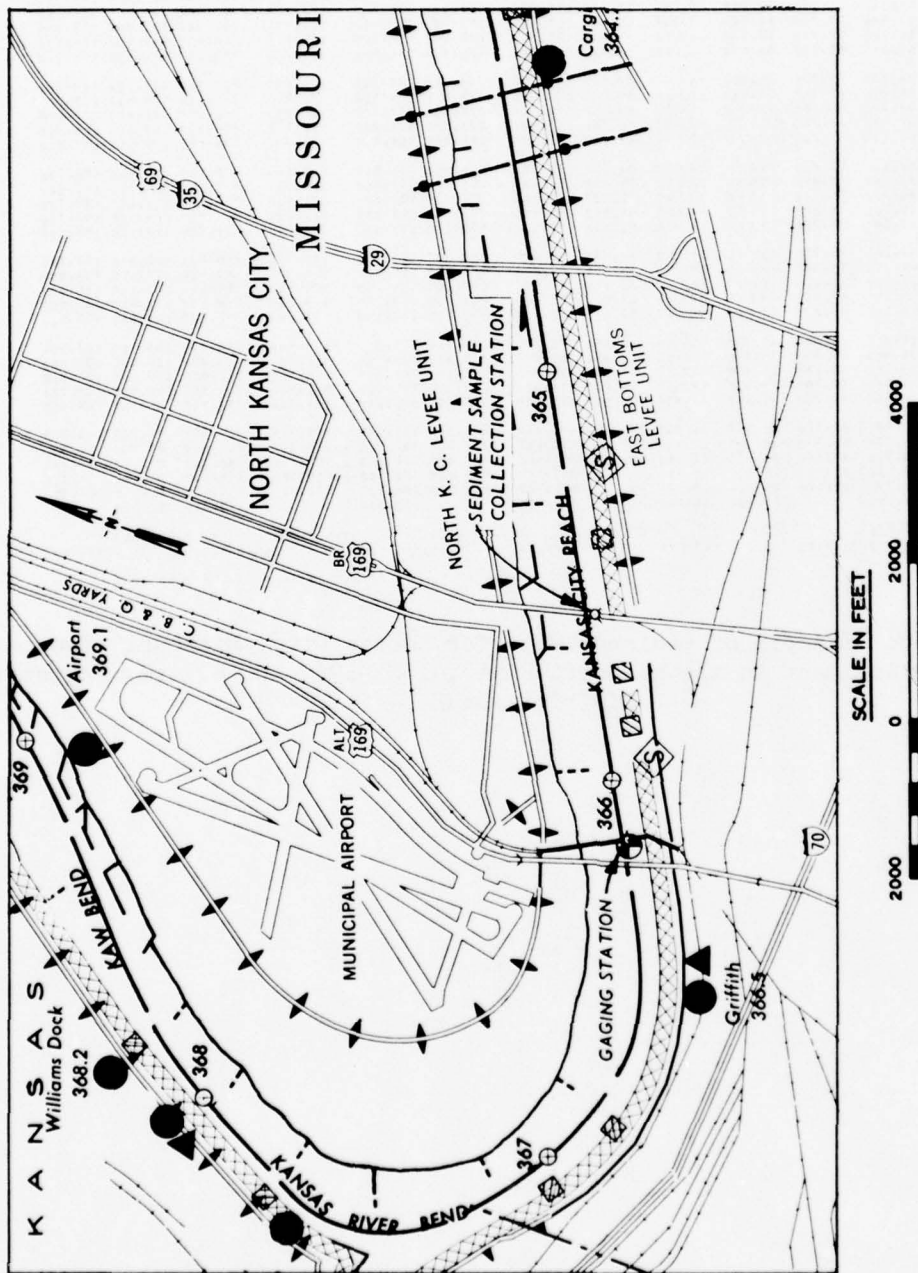 KANSAS
Williams Dock
368.2
KAW BEND
369
Airport
369.1
C. B. & Q. YARDS
NORTH KANSAS CITY
MISSOURI
69
35
29
BR
169
ALT
169
MUNICIPAL AIRPORT
368
KANSAS
RIVER BEND
367
GAGING STATION
366
KANSAS CITY REACH
NORTH K. C. LEVEE UNIT
SEDIMENT SAMPLE
COLLECTION STATION
365
EAST BOTTOMS
LEVEE UNIT
S
S
Griffith
366.5
70
N
SCALE IN FEET
2000
0
2000
4000